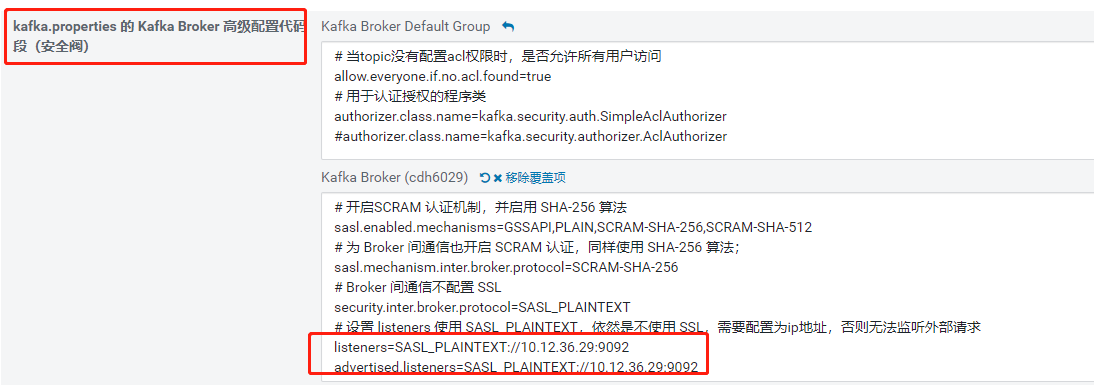 kafka.properties 的 Kafka Broker 高级配置代码
段（安全阀）
Kafka Broker Default Group
# 当topic没有配置acl权限时，是否允许所有用户访问
allow.everyone.if.no.acl.found=true
# 用于认证授权的程序类
authorizer.class.name=kafka.security.auth.SimpleAclAuthorizer
#authorizer.class.name=kafka.security.authorizer.AclAuthorizer
Kafka Broker (cdh6029) 移除覆盖项
# 开启SCRAM 认证机制，并启用 SHA-256 算法
sasl.enabled.mechanisms=GSSAPI,PLAIN,SCRAM-SHA-256,SCRAM-SHA-512
# 为 Broker 间通信也开启 SCRAM 认证，同样使用 SHA-256 算法；
sasl.mechanism.inter.broker.protocol=SCRAM-SHA-256
# Broker 间通信不配置 SSL
security.inter.broker.protocol=SASL_PLAINTEXT
# 设置 listeners 使用 SASL_PLAINTEXT，依然是不使用 SSL，需要配置为ip地址，否则无法监听外部请求
listeners=SASL_PLAINTEXT://10.12.36.29:9092
advertised.listeners=SASL_PLAINTEXT://10.12.36.29:9092